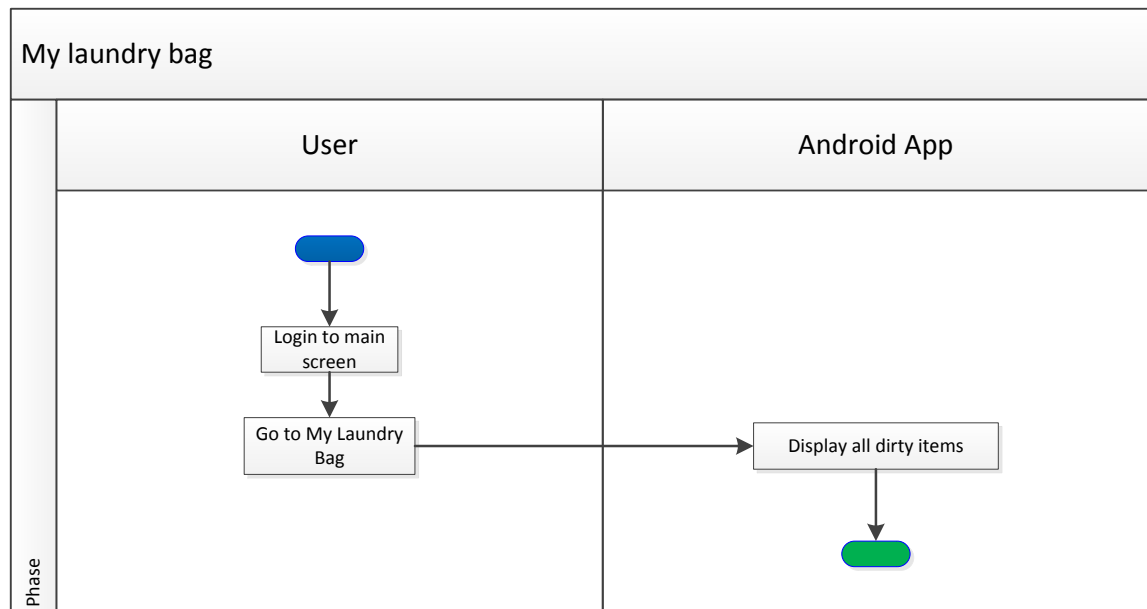 My laundry bag
User
Android App
Login to main
screen
Go to My Laundry
Bag
Display all dirty items
Phase